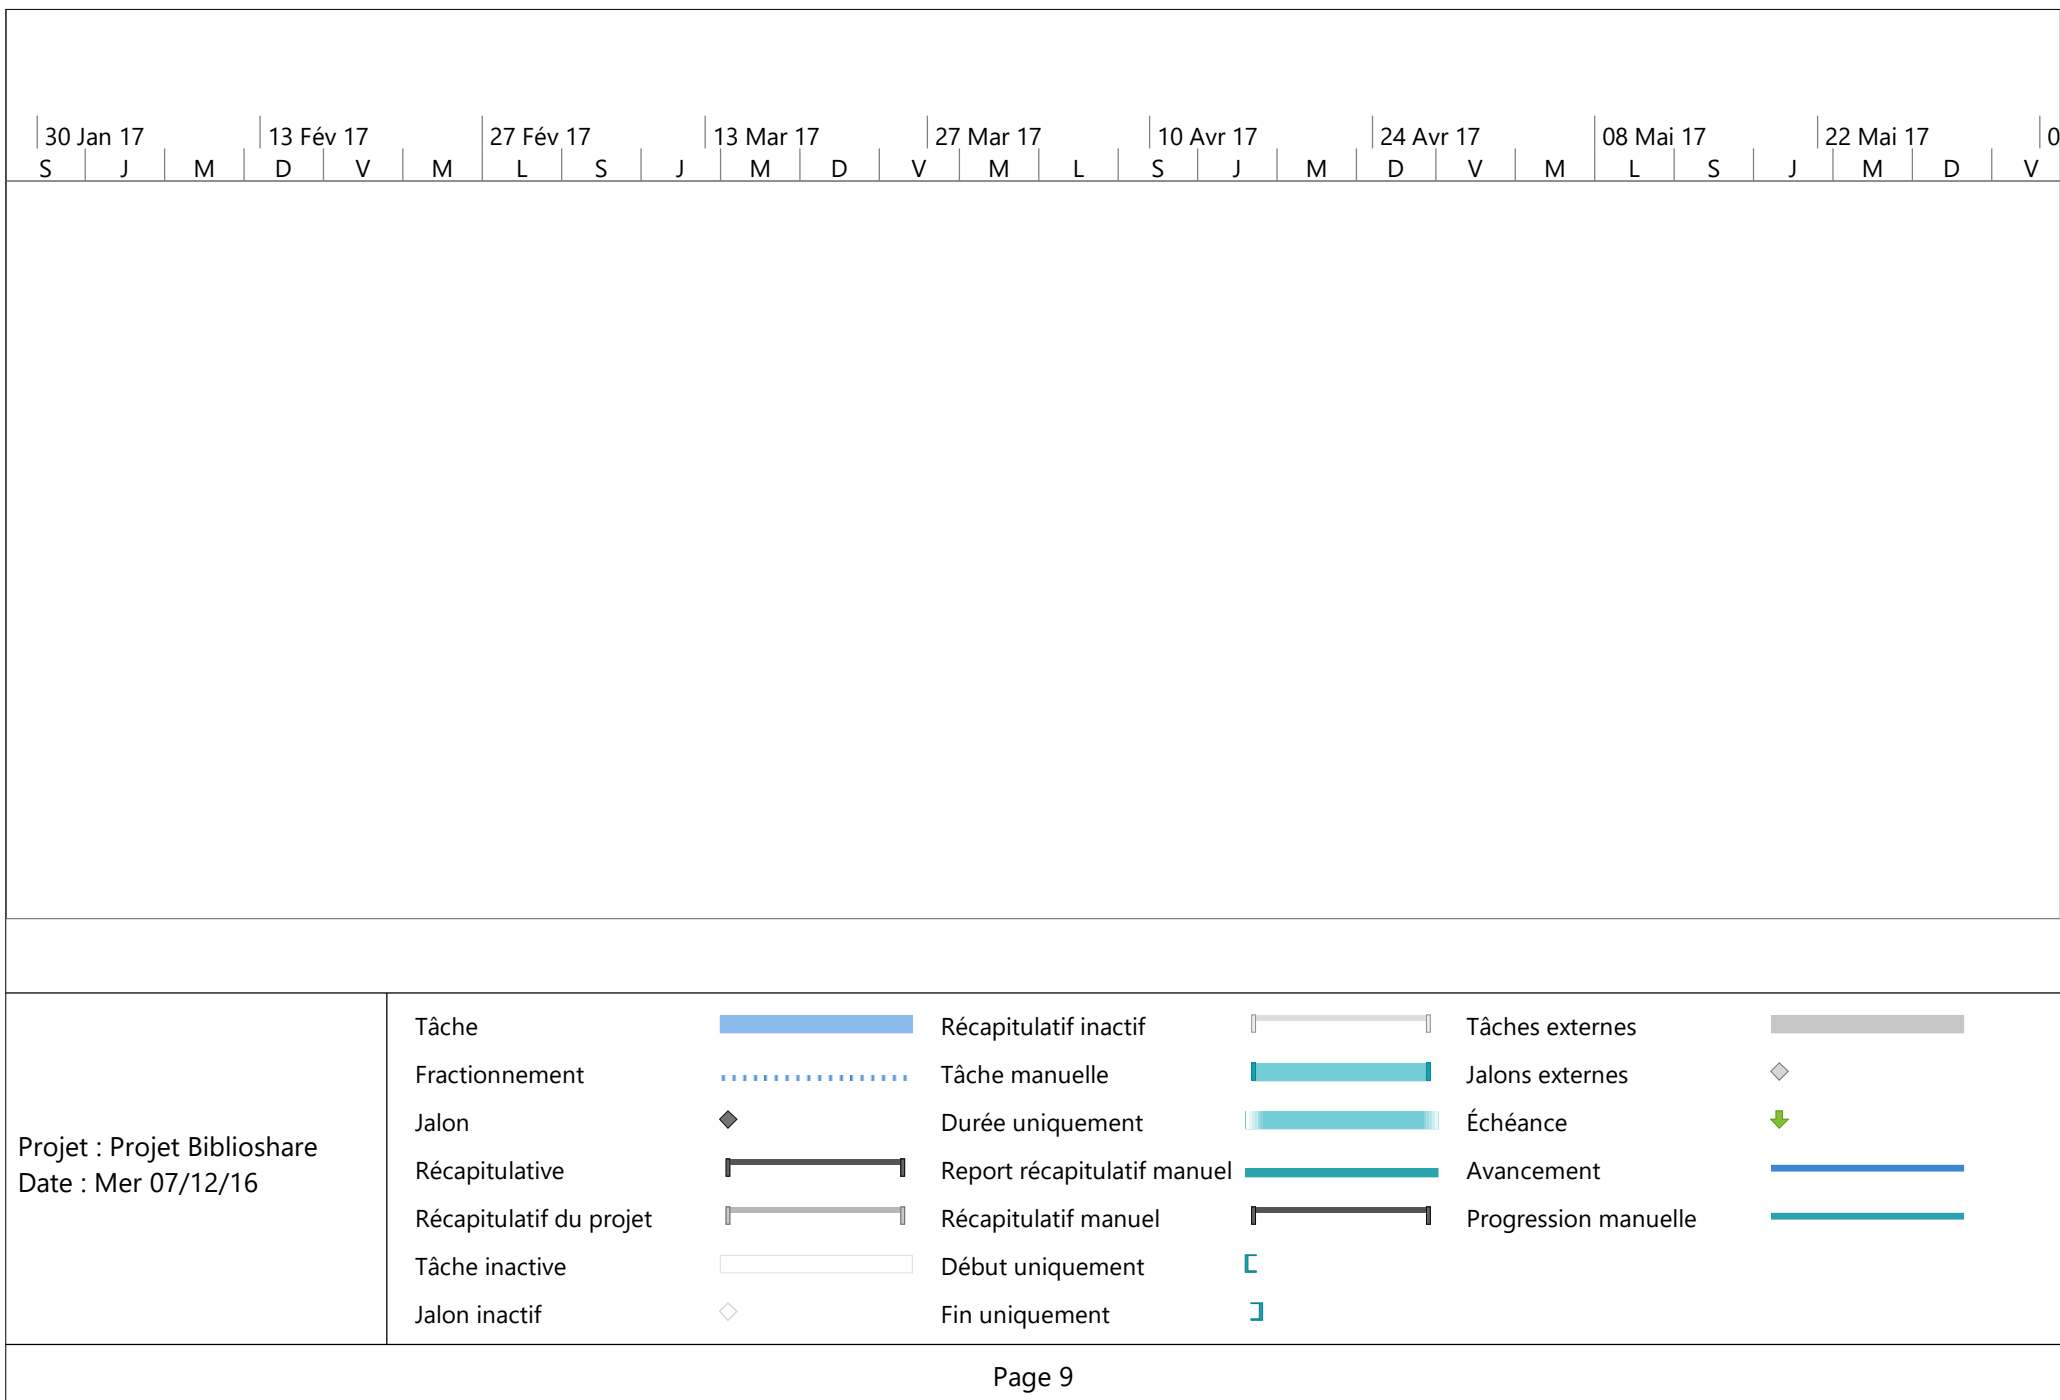 30 Jan 17 13 Fév 17 27 Fév 17 13 Mar 17 27 Mar 17 10 Avr 17 24 Avr 17 08 Mai 17 22 Mai 17 0
S J M D V M L S J M D V M L S J M D V M L S J M D V
Tâche Récapitulatif inactif Tâches externes
Fractionnement Tâche manuelle Jalons externes
Jalon Durée uniquement Échéance
Projet : Projet Biblioshare
Date : Mer 07/12/16
Récapitulative Report récapitulatif manuel Avancement
Récapitulatif du projet Récapitulatif manuel Progression manuelle
Tâche inactive Début uniquement
Jalon inactif Fin uniquement
Page 9